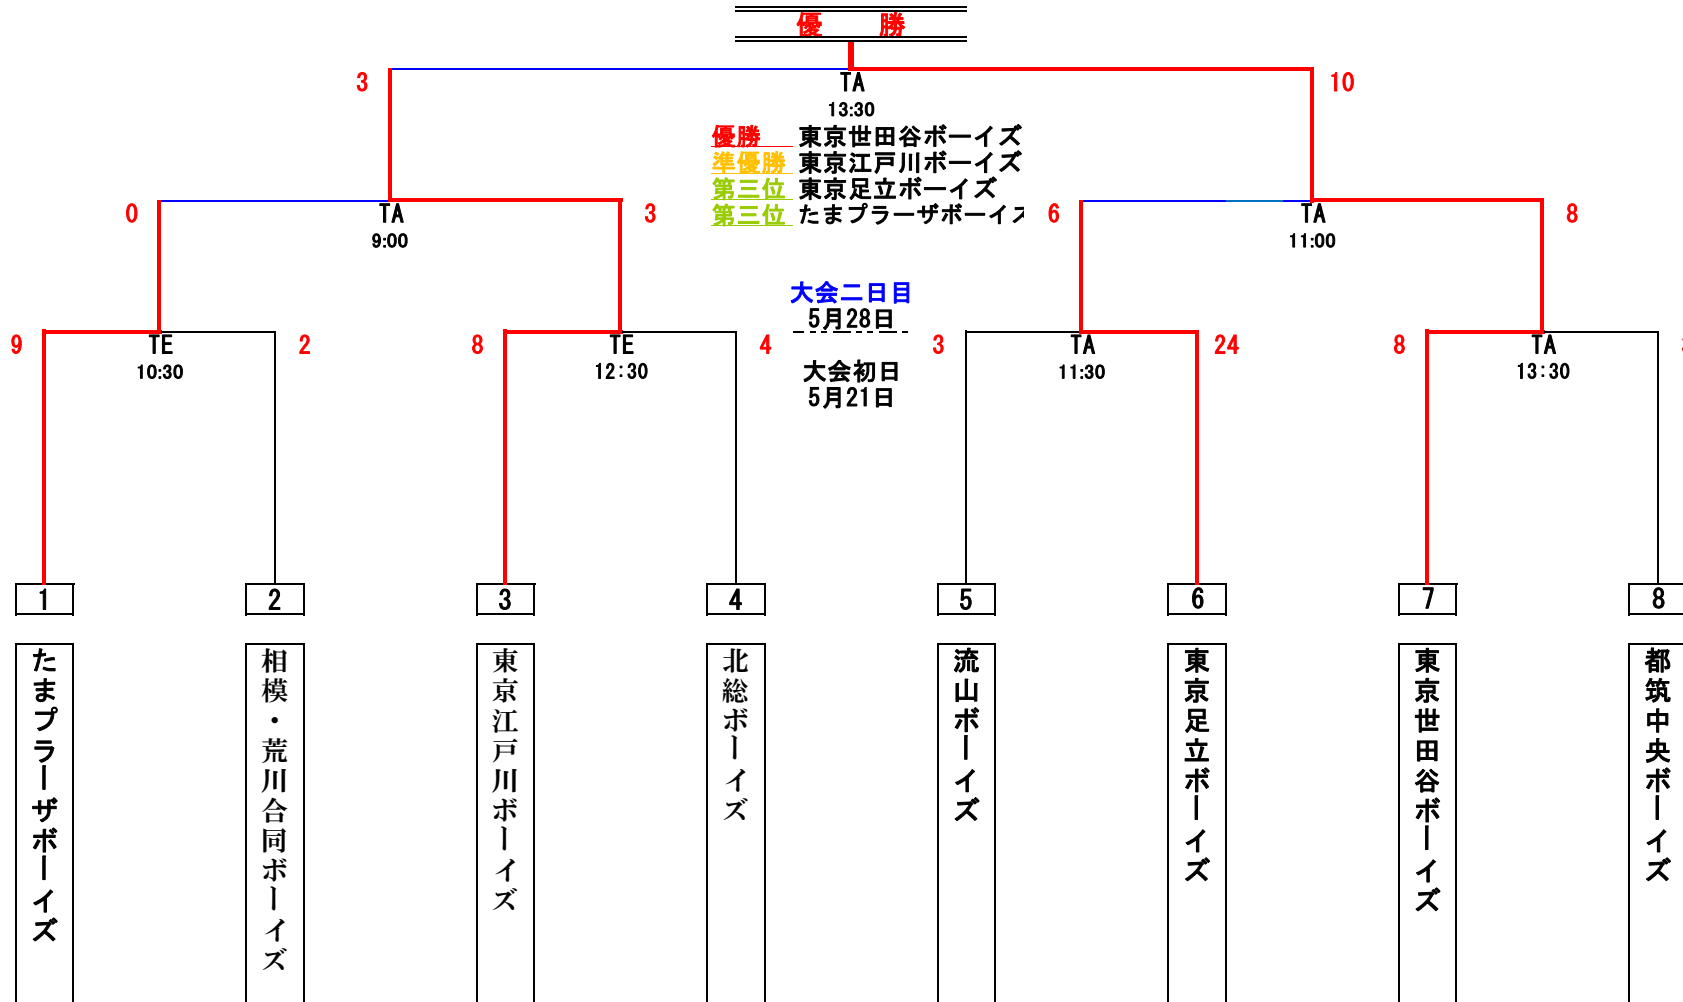 優　勝
3
10
TA
13:30
優勝 東京世田谷ボーイズ
準優勝 東京江戸川ボーイズ
第三位 東京足立ボーイズ
第三位 たまプラーザボーイズ
0
TA
3
9:00
6
TA
8
11:00
大会二日目
5月28日
9
TE
2
10:30
8
TE
4
12:30
3
TA
24
11:30
8
TA
13:30
大会初日
5月21日
1
2
3
4
5
6
7
8
たまプラーザボーイズ
相模・荒川合同ボーイズ
東京江戸川ボーイズ
北総ボーイズ
流山ボーイズ
東京足立ボーイズ
東京世田谷ボーイズ
都筑中央ボーイズ